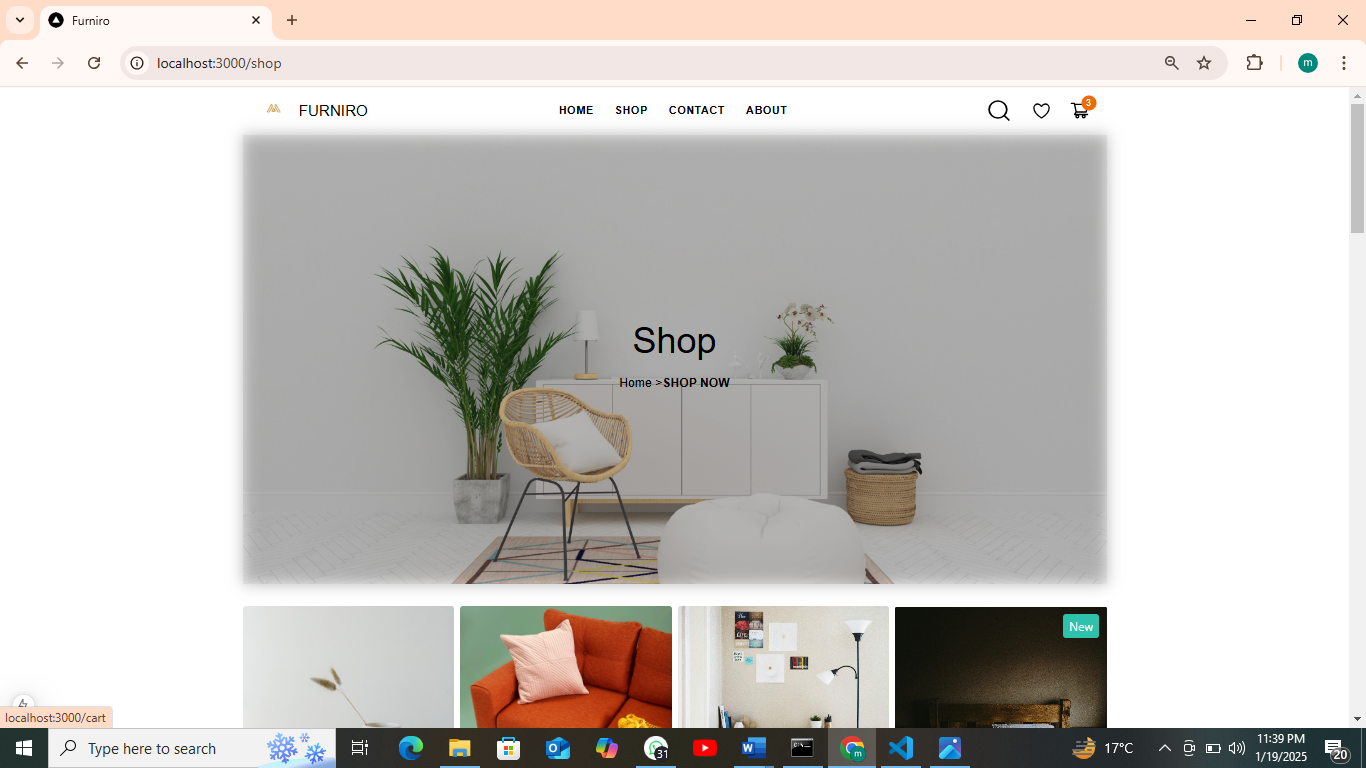 Furniro
localhost:3000/shop
m
FURNIRO
HOME SHOP CONTACT ABOUT
3
Shop
Home >SHOP NOW
New
localhost:3000/cart
Type here to search
31
17°C
11:39 PM
1/19/2025
20